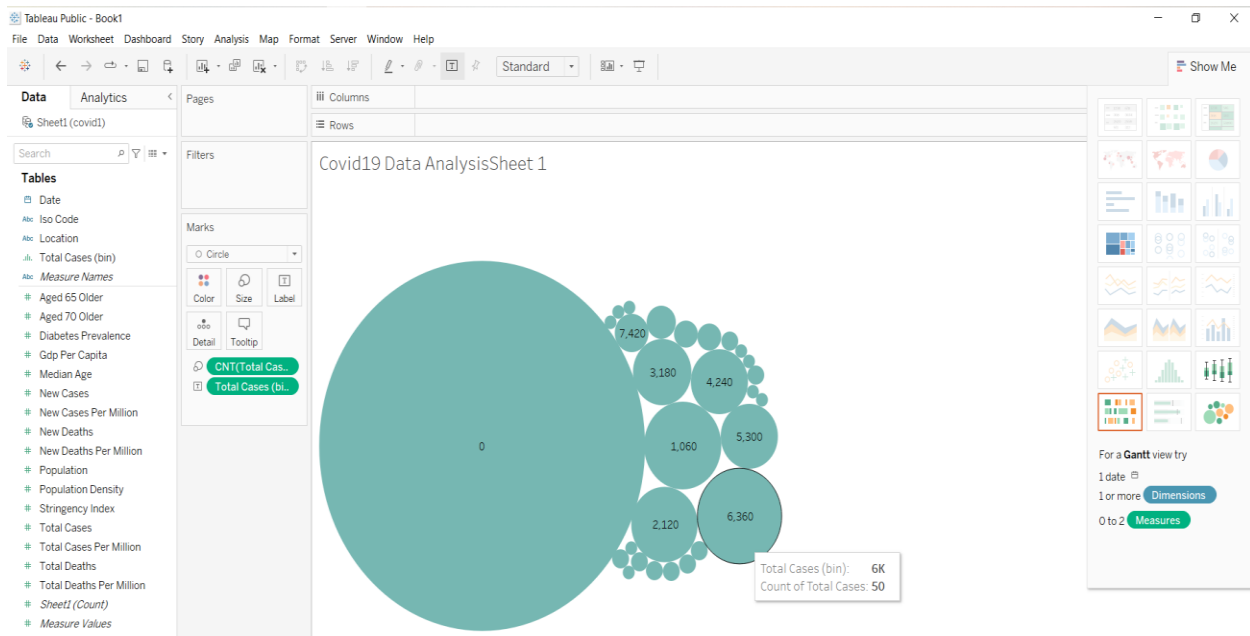 Tableau Public - Book1
File Data Worksheet Dashboard Story Analysis Map Format Server Window Help
Standard
Show Me
Data Analytics
Sheet1 (covid1)
Search
Tables
Date
Abc Iso Code
Abc Location
Total Cases (bin)
Abc Measure Names
# Aged 65 Older
# Aged 70 Older
# Diabetes Prevalence
# Gdp Per Capita
# Median Age
# New Cases
# New Cases Per Million
# New Deaths
# New Deaths Per Million
# Population
# Population Density
# Stringency Index
# Total Cases
# Total Cases Per Million
# Total Deaths
# Total Deaths Per Million
# Sheet1 (Count)
# Measure Values
Pages
Filters
Marks
Circle
Color Size Label
Detail Tooltip
CNT(Total Cas..
T Total Cases (bi..
iii Columns
Rows
Covid19 Data AnalysisSheet 1
7,420
3,180
4,240
0
1,060
5,300
2,120
6,360
Total Cases (bin): 6K
Count of Total Cases: 50
For a Gantt view try
1 date
1 or more Dimensions
0 to 2 Measures